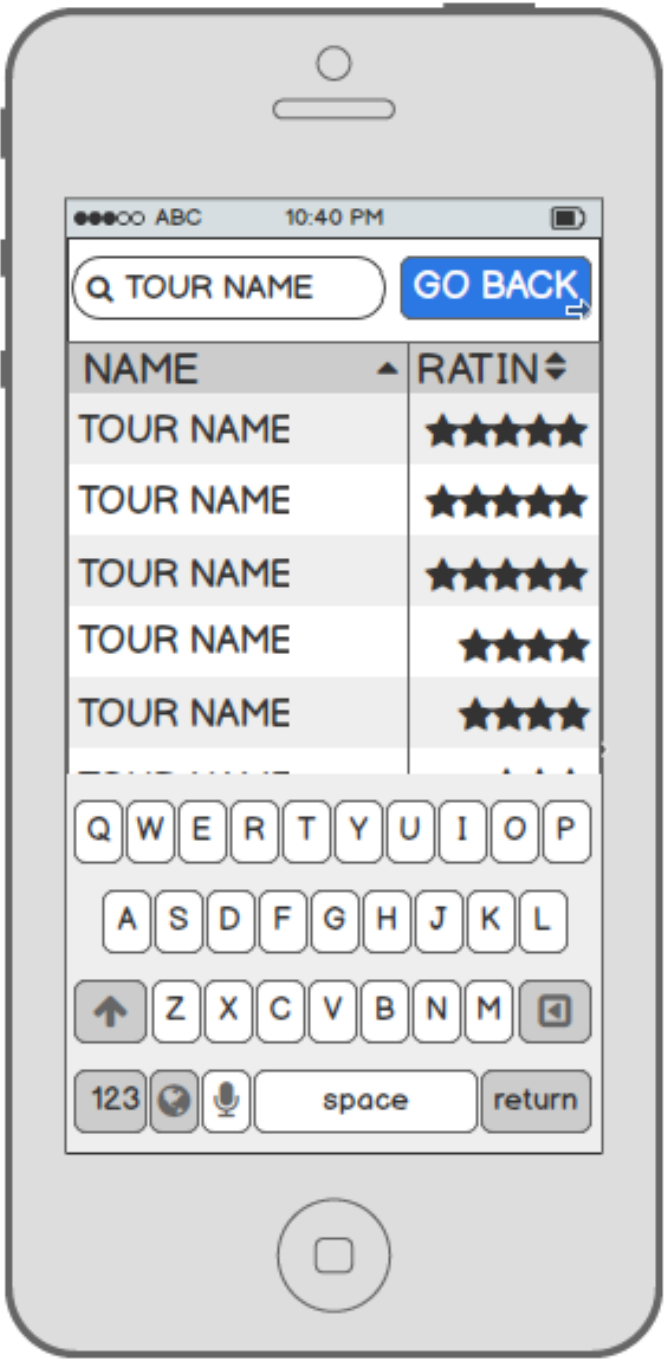 ABC 10:40 PM
TOUR NAME GO BACK
NAME RATIN
TOUR NAME
TOUR NAME
TOUR NAME
TOUR NAME
TOUR NAME
Q W E R T Y U I O P
A S D F G H J K L
Z X C V B N M
123 space return